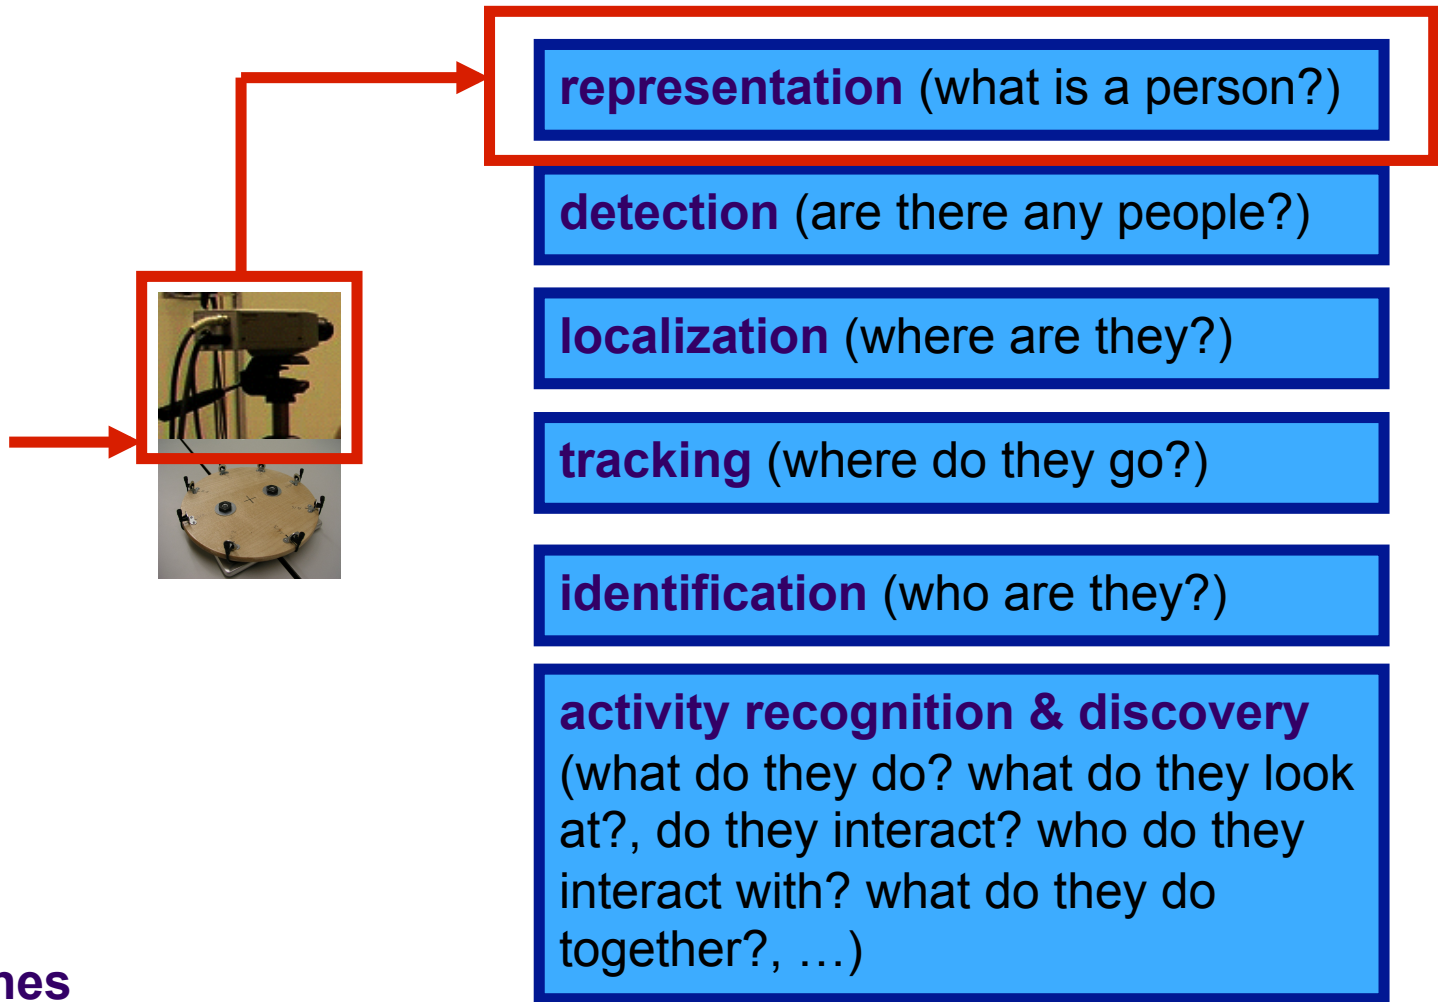 representation (what is a person?)
detection (are there any people?)
localization (where are they?)
tracking (where do they go?)
identification (who are they?)
activity recognition & discovery
(what do they do? what do they look
at?, do they interact? who do they
interact with? what do they do
together?, …)
nes